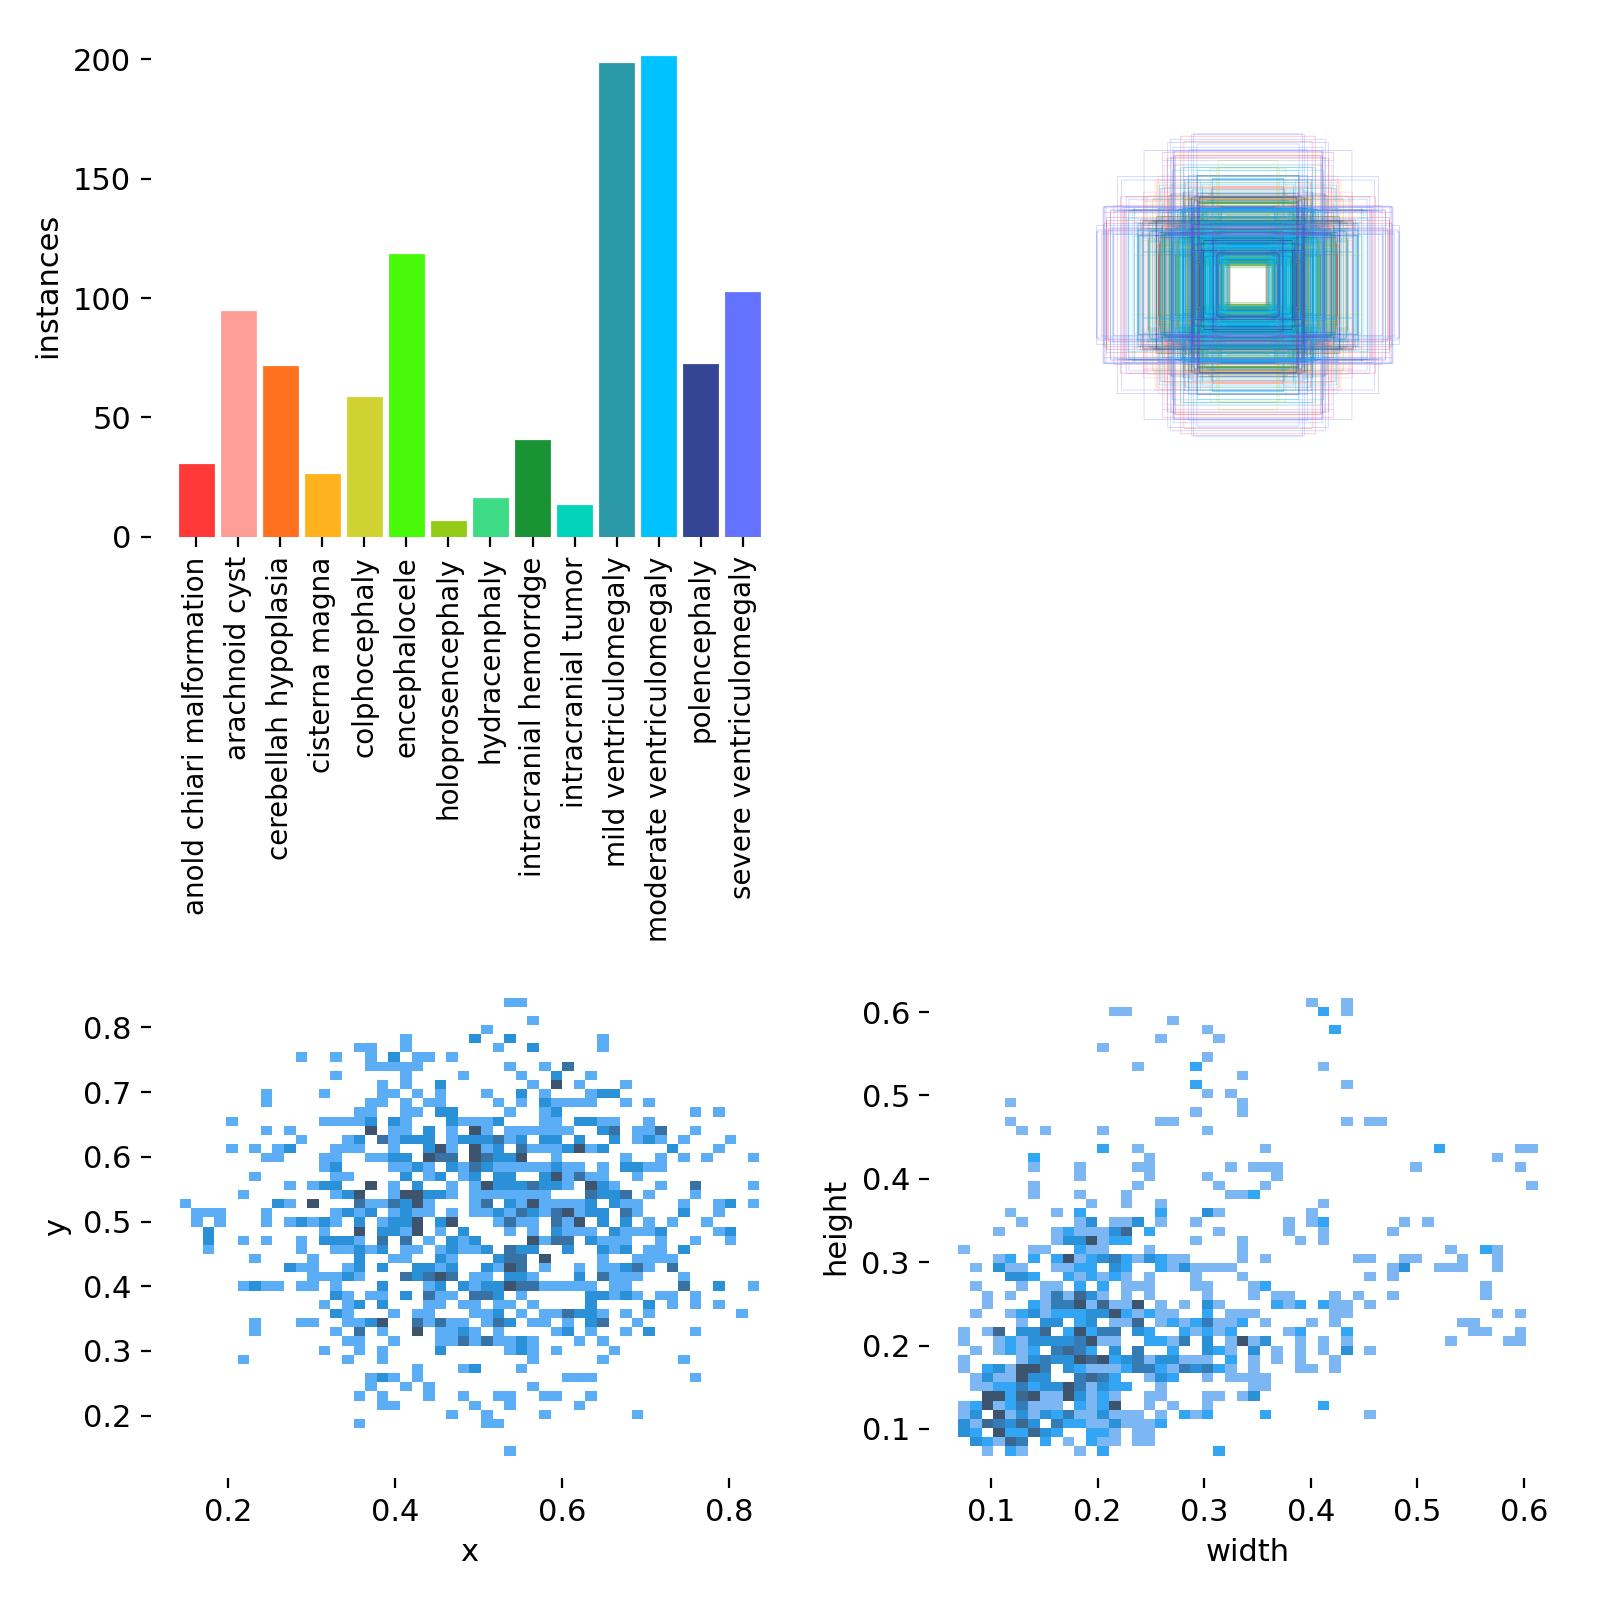 200
150
100
50
0
instances
anold chiari malformation
arachnoid cyst
cerebellah hypoplasia
cisterna magna
colphocephaly
encephalocele
holoprosencephaly
hydracenphaly
intracranial hemorrdge
intracranial tumor
mild ventriculomegaly
moderate ventriculomegaly
polencephaly
severe ventriculomegaly
0.8
0.7
0.6
0.5
0.4
0.3
0.2
y
0.2 0.4 0.6 0.8
x
0.6
0.5
0.4
0.3
0.2
0.1
height
0.1 0.2 0.3 0.4 0.5 0.6
width